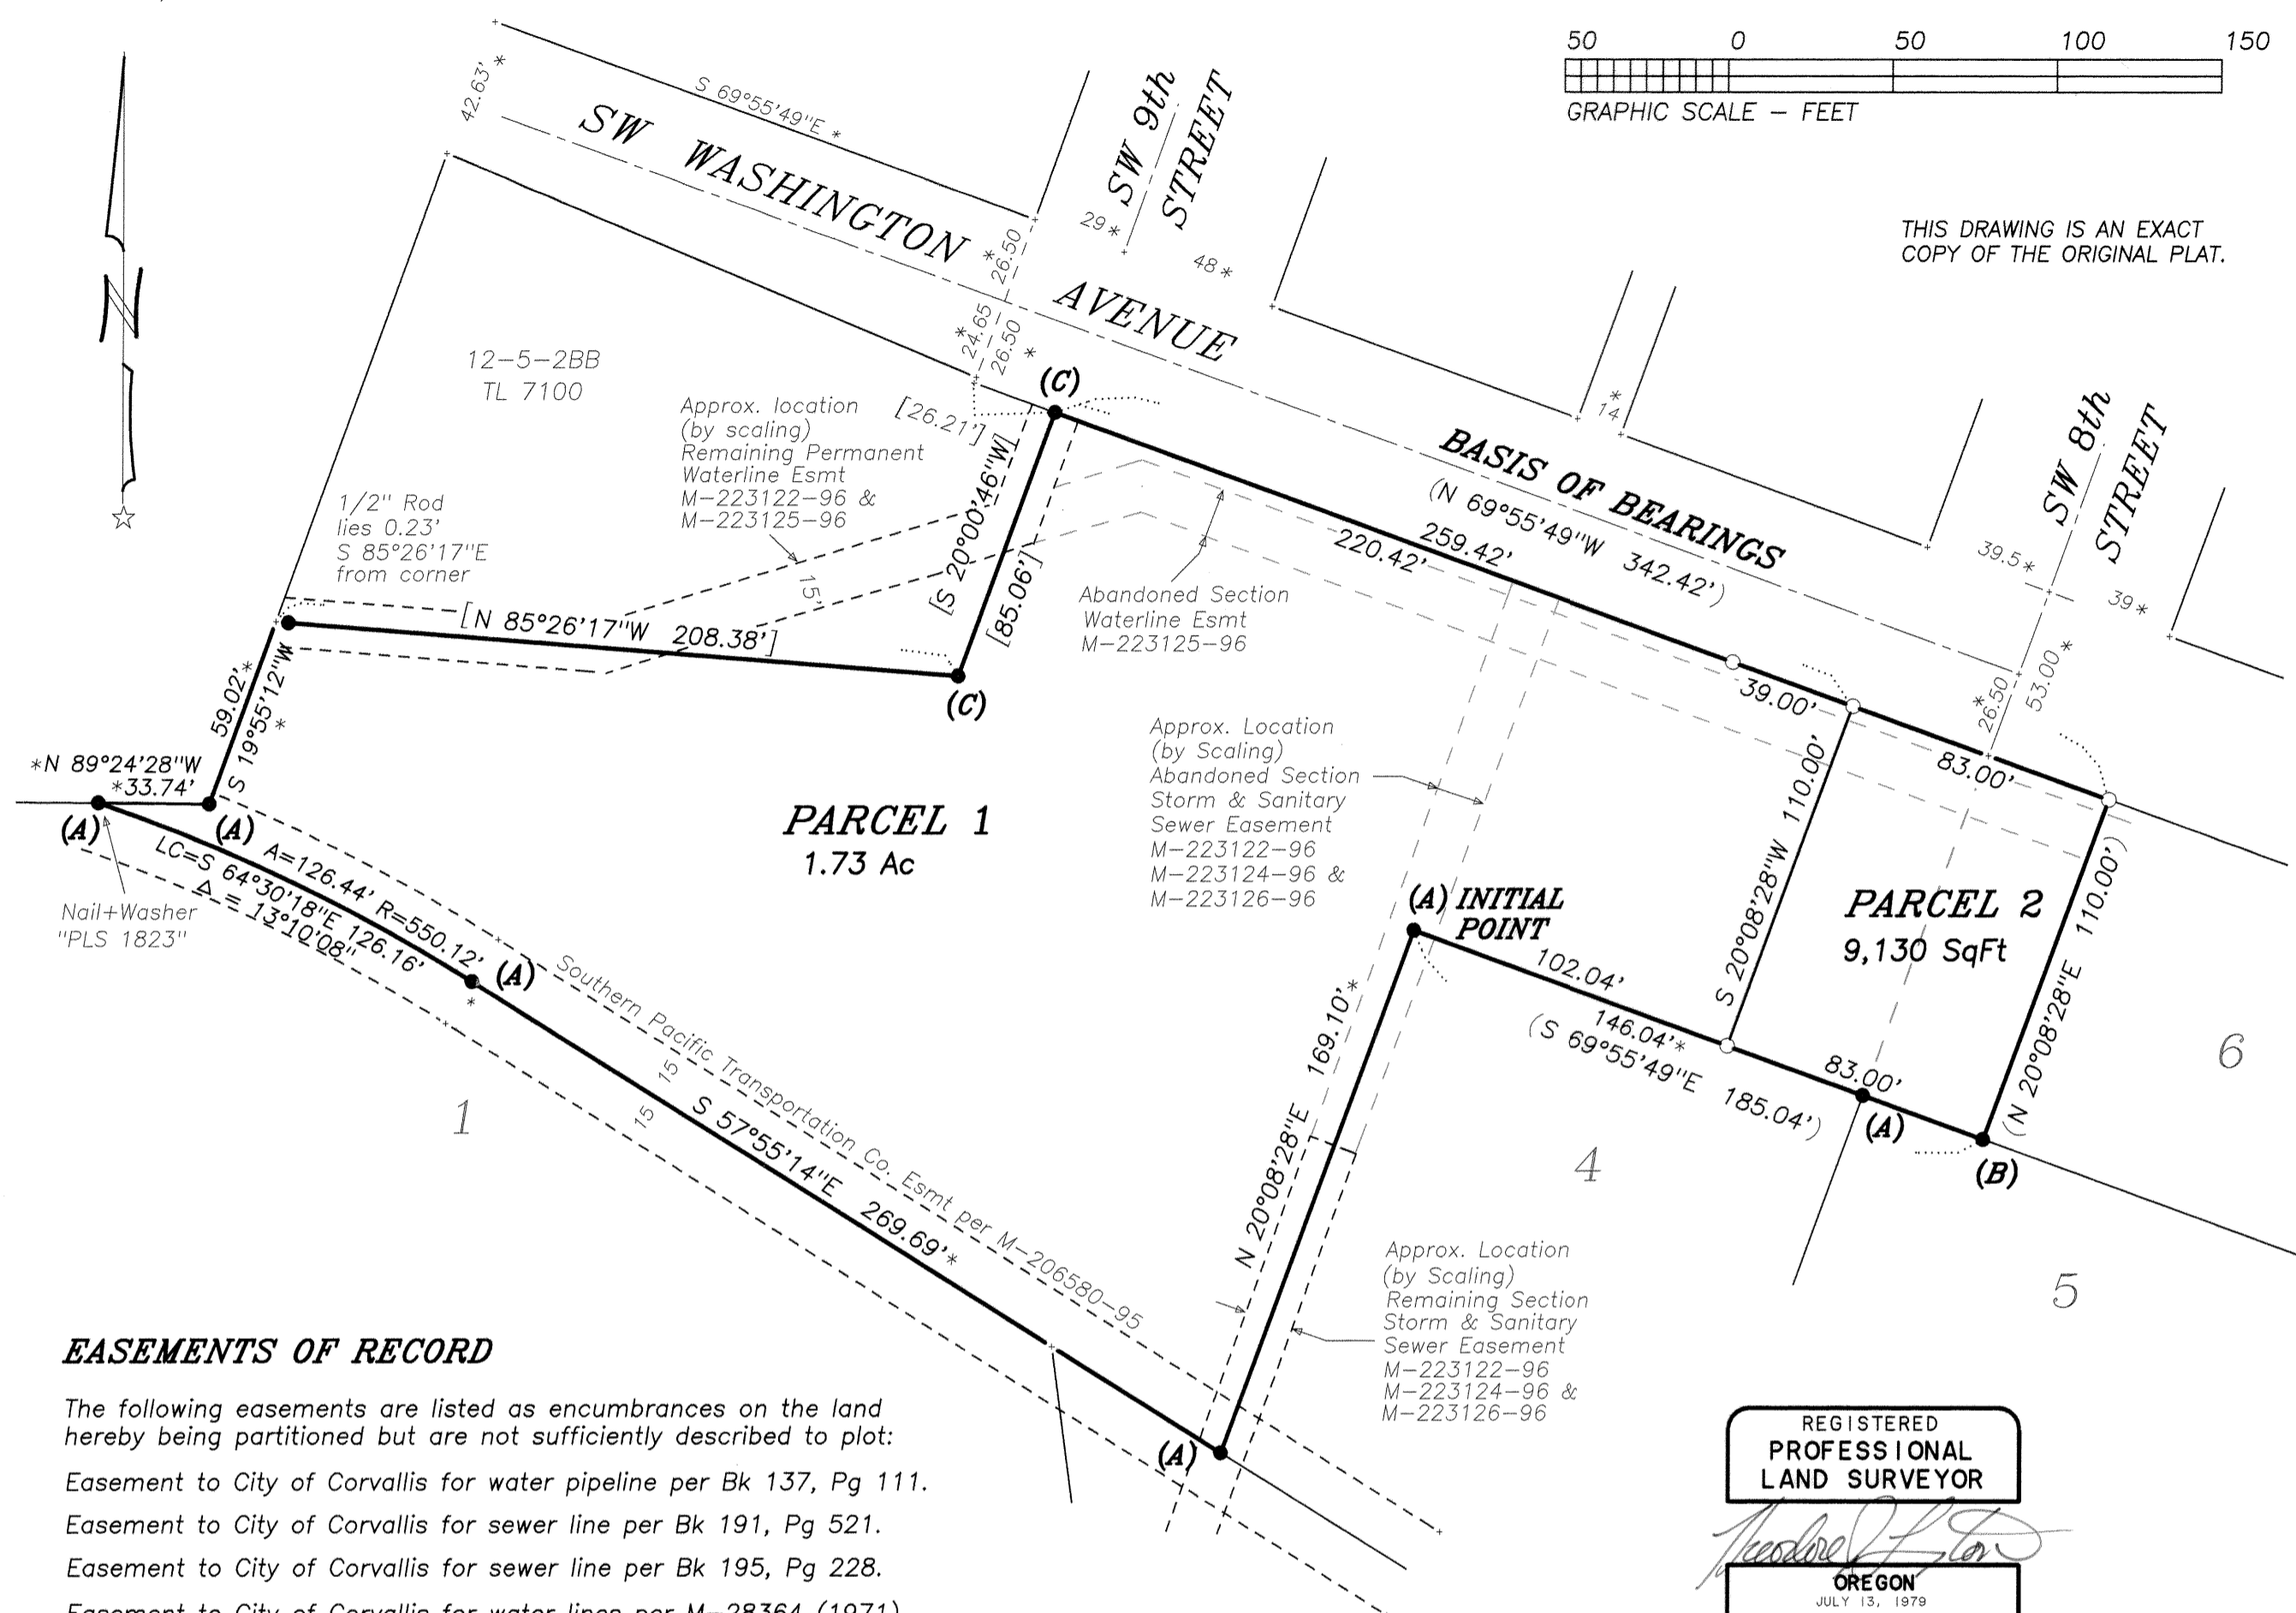 50 0 50 100 150
GRAPHIC SCALE – FEET
THIS DRAWING IS AN EXACT
COPY OF THE ORIGINAL PLAT.
N
42.63' *
S 69°55'49"E *
SW WASHINGTON
AVENUE
SW 9th
STREET
29 *
48 *
* 26.50
* 24.65
26.50 *
12–5–2BB
TL 7100
Approx. location
(by scaling)
Remaining Permanent
Waterline Esmt
M–223122–96 &
M–223125–96
[26.21']
(C)
1/2" Rod
lies 0.23'
S 85°26'17"E
from corner
15'
[S 20°00'46"W]
[85.06']
[N 85°26'17"W 208.38']
(C)
Abandoned Section
Waterline Esmt
M–223125–96
* 14
BASIS OF BEARINGS
(N 69°55'49"W 342.42')
259.42'
220.42'
39.00'
83.00'
SW 8th
STREET
39.5 *
39 *
* 26.50
53.00 *
59.02' *
S 19°55'12"W *
*N 89°24'28"W
*33.74'
(A)
(A)
A=126.44' R=550.12'
LC=S 64°30'18"E 126.16'
Δ = 13°10'08"
(A)
*
Nail+Washer
"PLS 1823"
PARCEL 1
1.73 Ac
Approx. Location
(by Scaling)
Abandoned Section
Storm & Sanitary
Sewer Easement
M–223122–96
M–223124–96 &
M–223126–96
(A) INITIAL
POINT
102.04'
146.04' *
(S 69°55'49"E 185.04')
83.00'
S 20°08'28"W 110.00'
PARCEL 2
9,130 SqFt
(N 20°08'28"E 110.00')
(A)
(B)
6
4
5
1
Southern Pacific Transportation Co. Esmt per M–206580–95
15
15
S 57°55'14"E 269.69' *
N 20°08'28"E 169.10' *
(A)
Approx. Location
(by Scaling)
Remaining Section
Storm & Sanitary
Sewer Easement
M–223122–96
M–223124–96 &
M–223126–96
EASEMENTS OF RECORD
The following easements are listed as encumbrances on the land
hereby being partitioned but are not sufficiently described to plot:
Easement to City of Corvallis for water pipeline per Bk 137, Pg 111.
Easement to City of Corvallis for sewer line per Bk 191, Pg 521.
Easement to City of Corvallis for sewer line per Bk 195, Pg 228.
Easement to City of Corvallis for water lines per M–28364 (1971)
REGISTERED
PROFESSIONAL
LAND SURVEYOR
OREGON
JULY 13, 1979